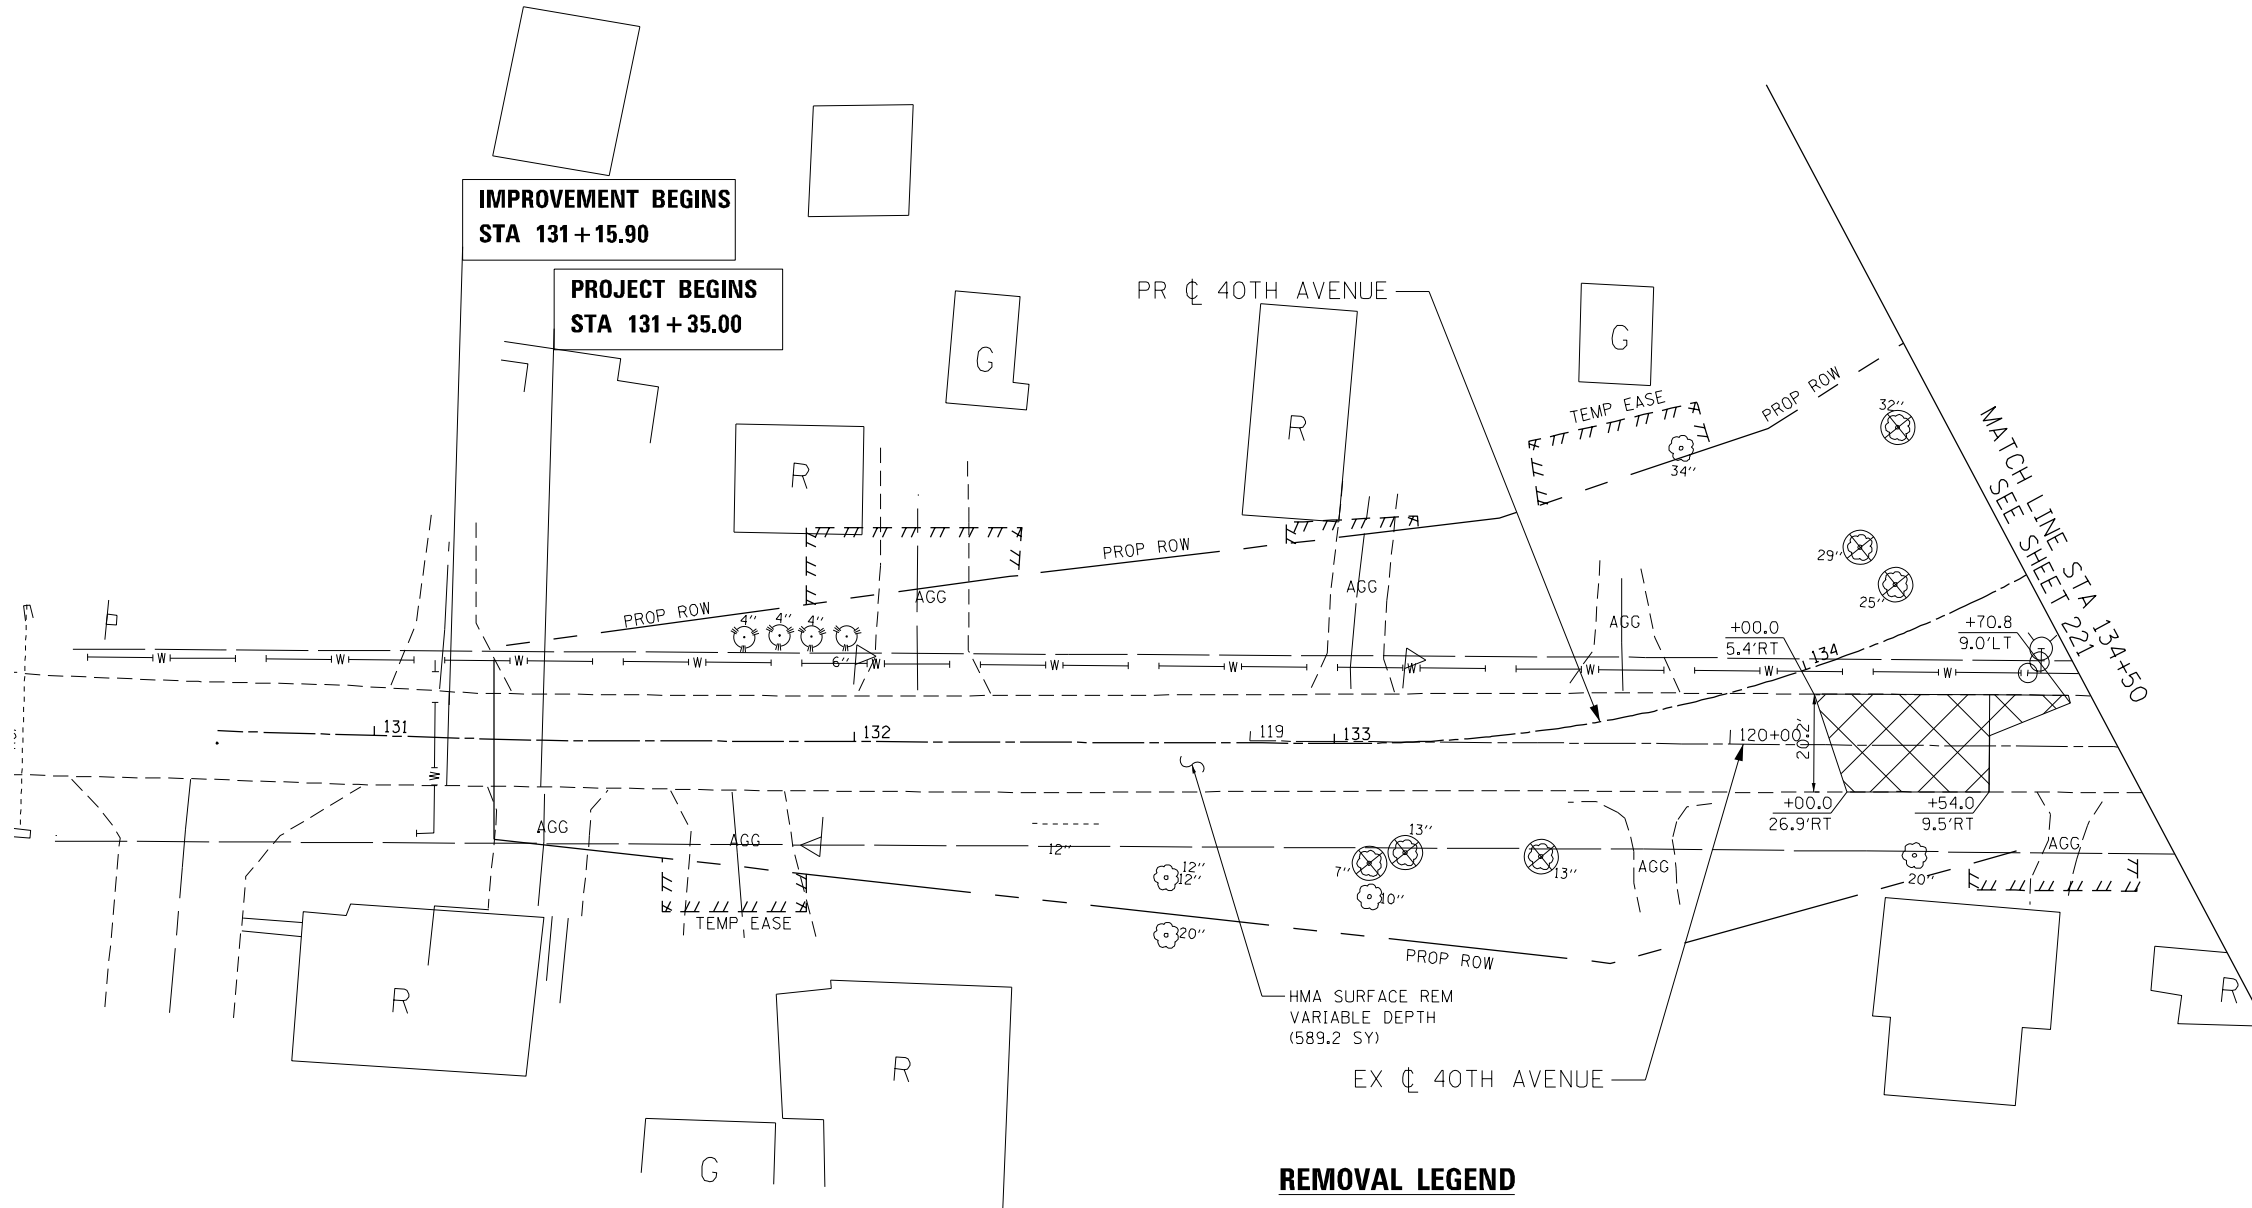 IMPROVEMENT BEGINS
STA 131+15.90
PROJECT BEGINS
STA 131+35.00
PR ℄ 40TH AVENUE
G
G
R
R
TEMP EASE
PROP ROW
32''
34''
MATCH LINE STA 134+50
SEE SHEET 221
29''
25''
PROP ROW
PROP ROW
AGG
AGG
AGG
4''
4''
4''
6''
+00.0
5.4'RT
+70.8
9.0'LT
134
W
W
W
W
W
W
W
W
W
W
W
W
131
132
119
133
120+00
20.2'
+00.0
26.9'RT
+54.0
9.5'RT
AGG
AGG
AGG
AGG
12''
12''
12''
13''
7''
13''
10''
20''
20''
TEMP EASE
PROP ROW
HMA SURFACE REM
VARIABLE DEPTH
(589.2 SY)
EX ℄ 40TH AVENUE
R
R
R
G
REMOVAL LEGEND